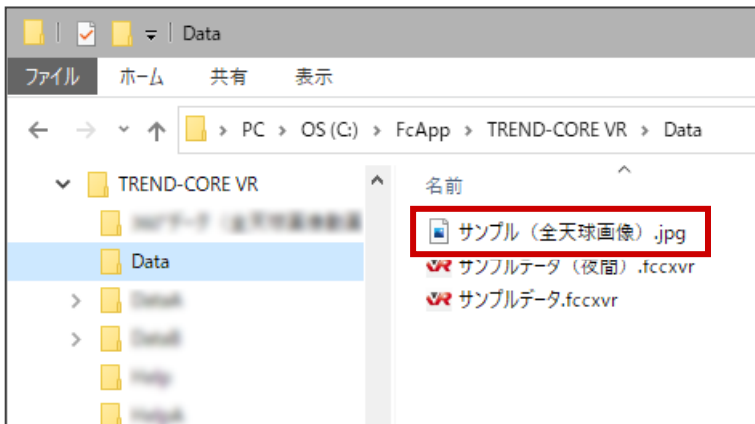 Data
ファイル ホーム 共有 表示
PC › OS (C:) › FcApp › TREND-CORE VR › Data
TREND-CORE VR
Data
名前
サンプル（全天球画像）.jpg
サンプルデータ（夜間）.fccxvr
サンプルデータ.fccxvr